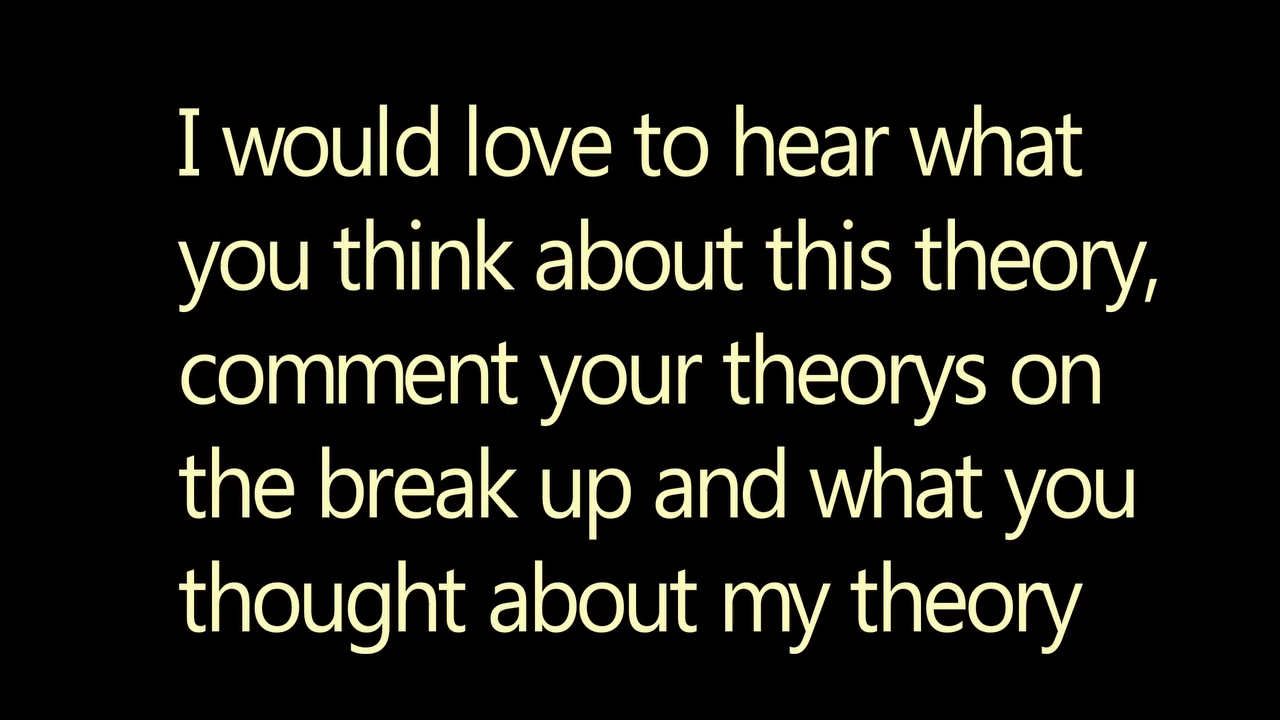 I would love to hear what
you think about this theory,
comment your theorys on
the break up and what you
thought about my theory